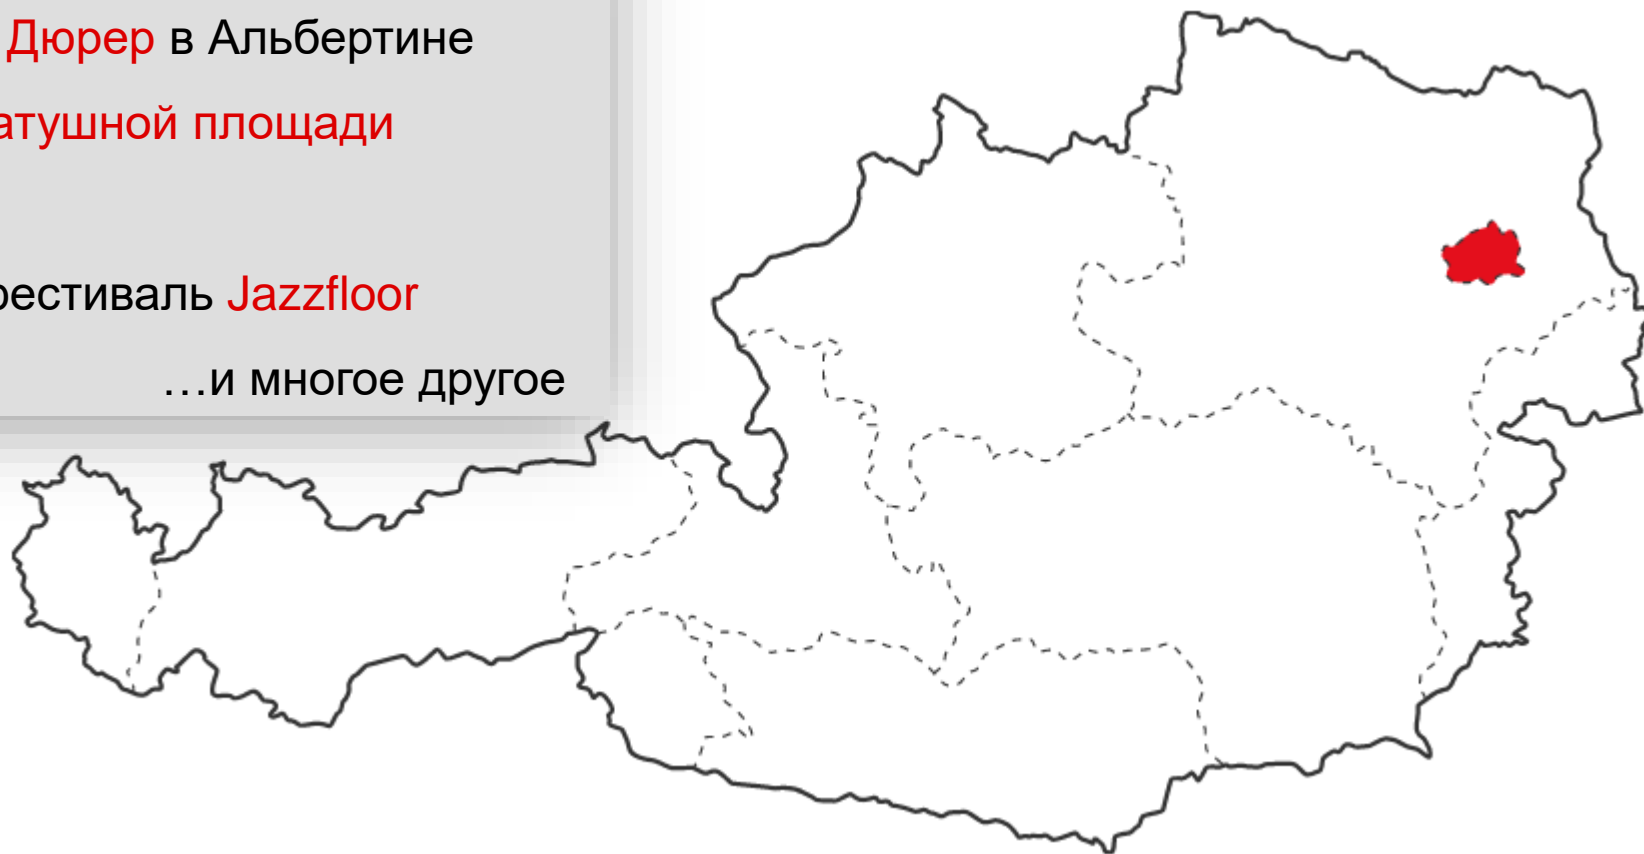 Дюрер в Альбертине
атушной площади
фестиваль Jazzfloor
…и многое другое